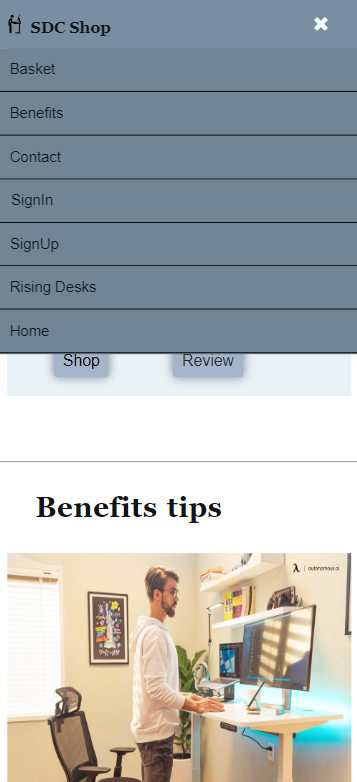 SDC Shop
Basket
Benefits
Contact
SignIn
SignUp
Rising Desks
Home
Shop
Review
Benefits tips
autonomous.ai